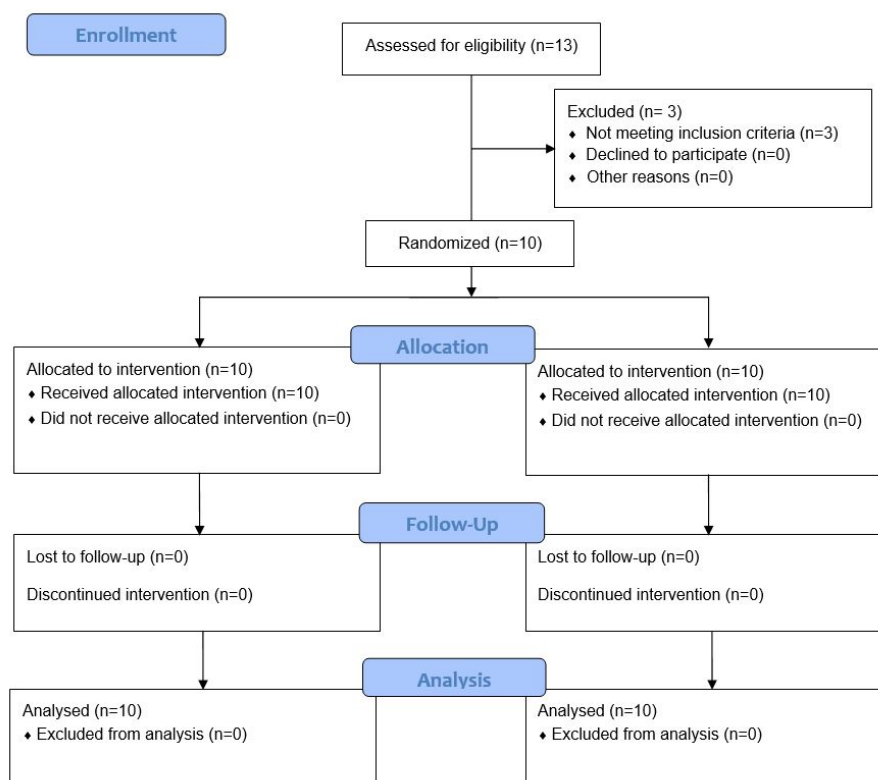 Enrollment
Assessed for eligibility (n=13)
Excluded (n= 3)
♦ Not meeting inclusion criteria (n=3)
♦ Declined to participate (n=0)
♦ Other reasons (n=0)
Randomized (n=10)
Allocation
Allocated to intervention (n=10)
♦ Received allocated intervention (n=10)
♦ Did not receive allocated intervention (n=0)
Allocated to intervention (n=10)
♦ Received allocated intervention (n=10)
♦ Did not receive allocated intervention (n=0)
Follow-Up
Lost to follow-up (n=0)
Discontinued intervention (n=0)
Lost to follow-up (n=0)
Discontinued intervention (n=0)
Analysis
Analysed (n=10)
♦ Excluded from analysis (n=0)
Analysed (n=10)
♦ Excluded from analysis (n=0)